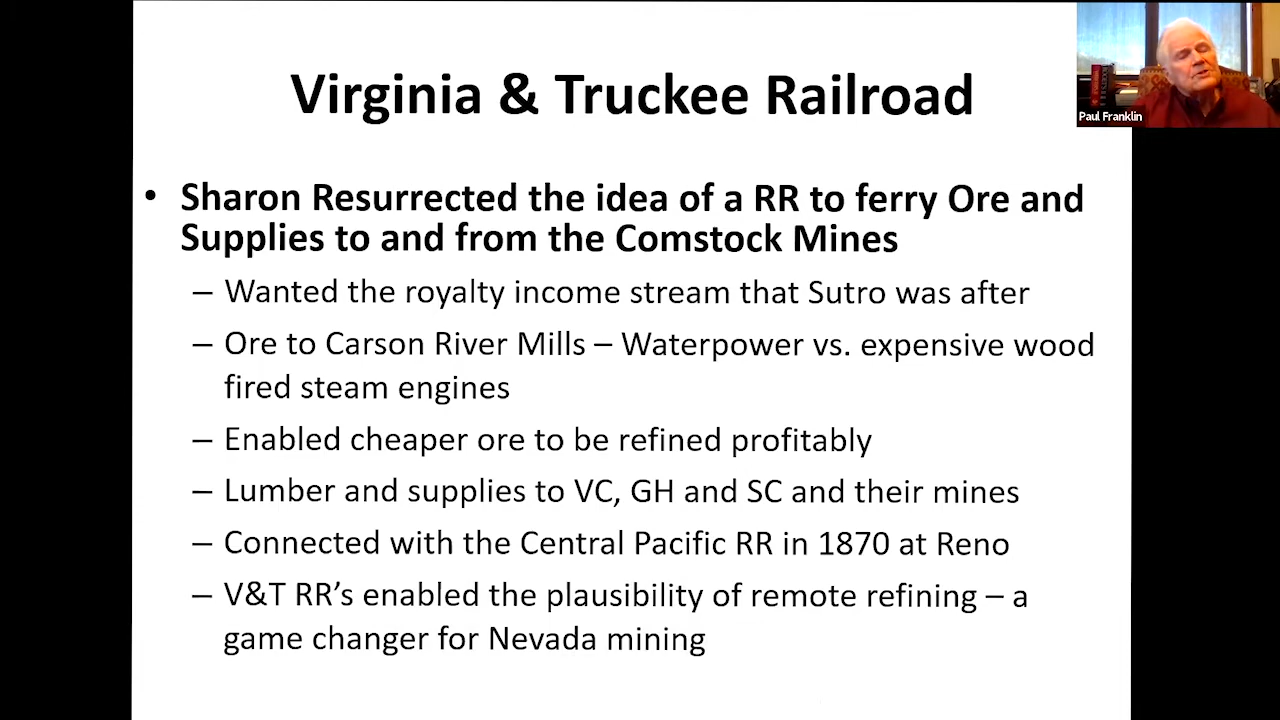 Virginia & Truckee Railroad
Paul Franklin
• Sharon Resurrected the idea of a RR to ferry Ore and
Supplies to and from the Comstock Mines
– Wanted the royalty income stream that Sutro was after
– Ore to Carson River Mills – Waterpower vs. expensive wood
fired steam engines
– Enabled cheaper ore to be refined profitably
– Lumber and supplies to VC, GH and SC and their mines
– Connected with the Central Pacific RR in 1870 at Reno
– V&T RR’s enabled the plausibility of remote refining – a
game changer for Nevada mining